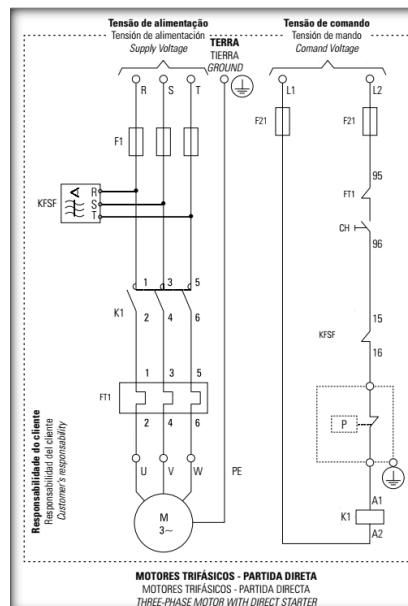 Tensão de alimentação
Tensión de alimentación
Supply Voltage
TERRA
TIERRA
GROUND
Tensão de comando
Tensión de mando
Comand Voltage
R S T
L1 L2
F1
F21 F21
KFSF
R
S
T
95
FT1
CH
96
1 3 5
K1
2 4 6
15
KFSF
16
1 3 5
FT1
2 4 6
P
U V W
PE
M
3~
A1
K1
A2
Responsabilidade do cliente
Responsabilidad del cliente
Customer's responsability
MOTORES TRIFÁSICOS - PARTIDA DIRETA
MOTORES TRIFÁSICOS - PARTIDA DIRECTA
THREE-PHASE MOTOR WITH DIRECT STARTER